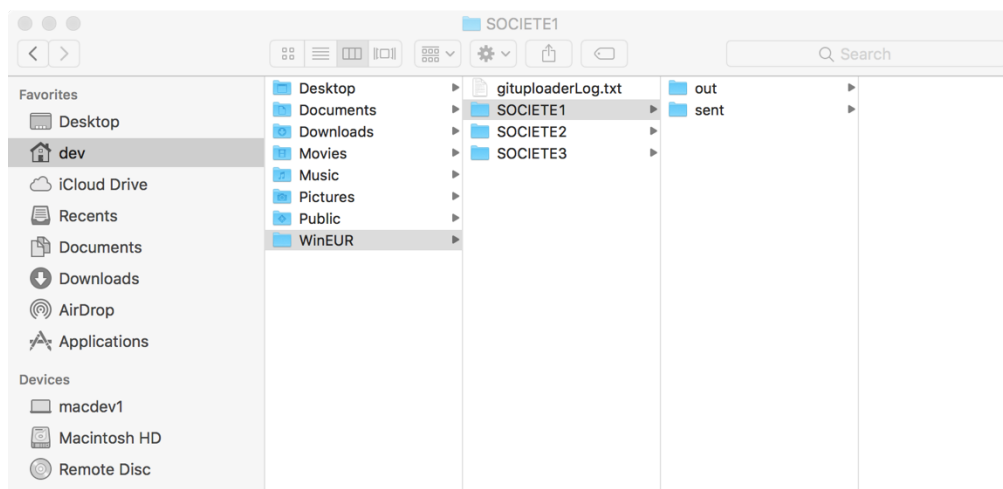 SOCIETE1
Search
Favorites
Desktop
dev
iCloud Drive
Recents
Documents
Downloads
AirDrop
Applications
Devices
macdev1
Macintosh HD
Remote Disc
Desktop
Documents
Downloads
Movies
Music
Pictures
Public
WinEUR
gituploaderLog.txt
SOCIETE1
SOCIETE2
SOCIETE3
out
sent